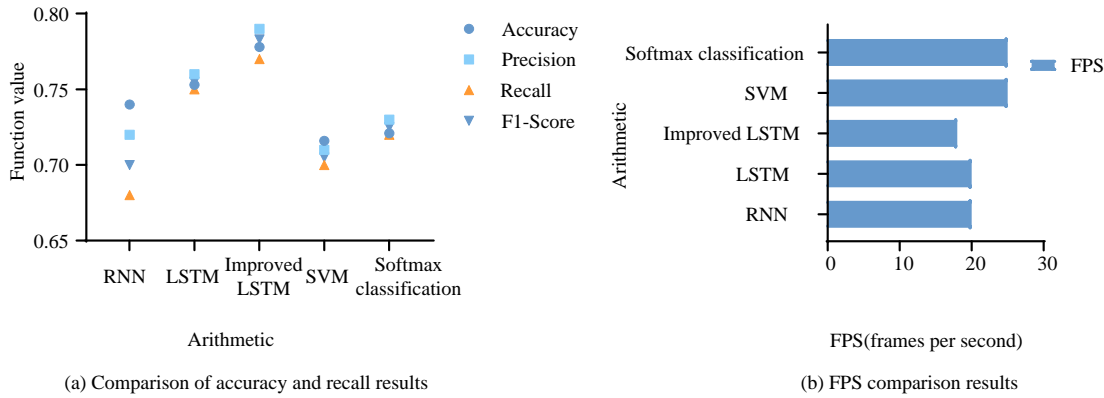 0.80
0.75
0.70
0.65
Function value
RNN
LSTM
Improved
LSTM
SVM
Softmax
classification
Arithmetic
Accuracy
Precision
Recall
F1-Score
(a) Comparison of accuracy and recall results
Softmax classification
SVM
Improved LSTM
LSTM
RNN
Arithmetic
0
10
20
30
FPS
FPS(frames per second)
(b) FPS comparison results